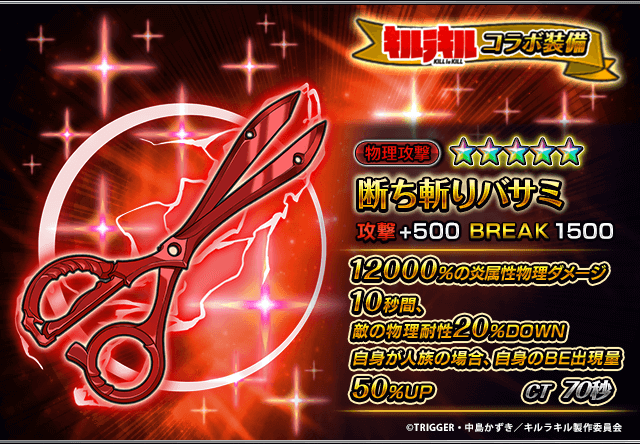 キルラキル KILL la KILL コラボ装備
物理攻撃 ★★★★★
断ち斬りバサミ
攻撃+500 BREAK 1500
12000%の炎属性物理ダメージ
10秒間、
敵の物理耐性20%DOWN
自身が人族の場合、自身のBE出現量
50%UP CT 70秒
©TRIGGER・中島かずき／キルラキル製作委員会